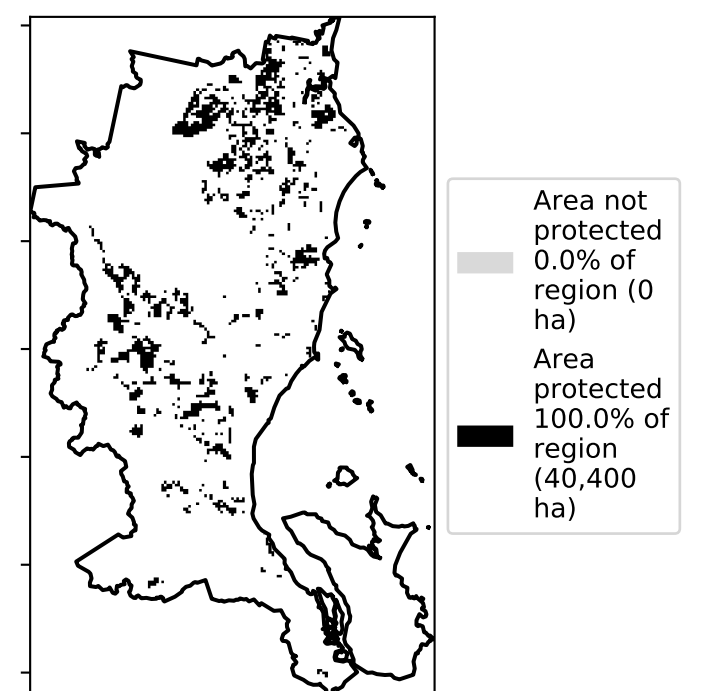 Area not
protected
0.0% of
region (0
ha)
Area
protected
100.0% of
region
(40,400
ha)